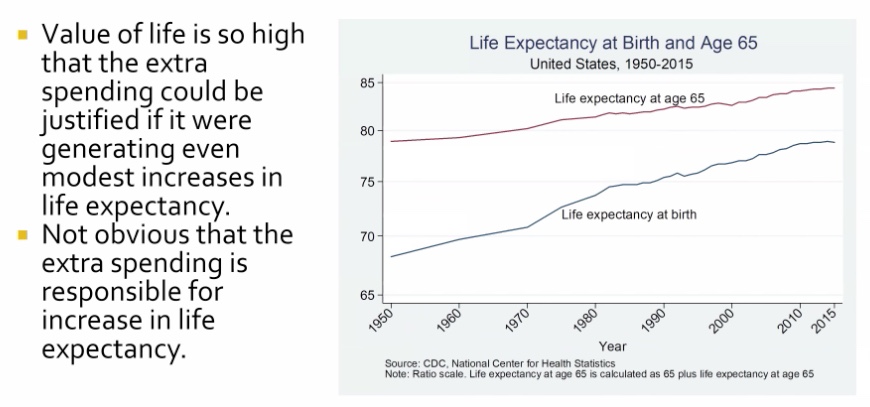 Value of life is so high
that the extra
spending could be
justified if it were
generating even
modest increases in
life expectancy.
Not obvious that the
extra spending is
responsible for
increase in life
expectancy.
Life Expectancy at Birth and Age 65
United States, 1950-2015
85
80
75
70
65
Life expectancy at age 65
Life expectancy at birth
1950
1960
1970
1980
1990
2000
2010
2015
Year
Source: CDC, National Center for Health Statistics
Note: Ratio scale. Life expectancy at age 65 is calculated as 65 plus life expectancy at age 65